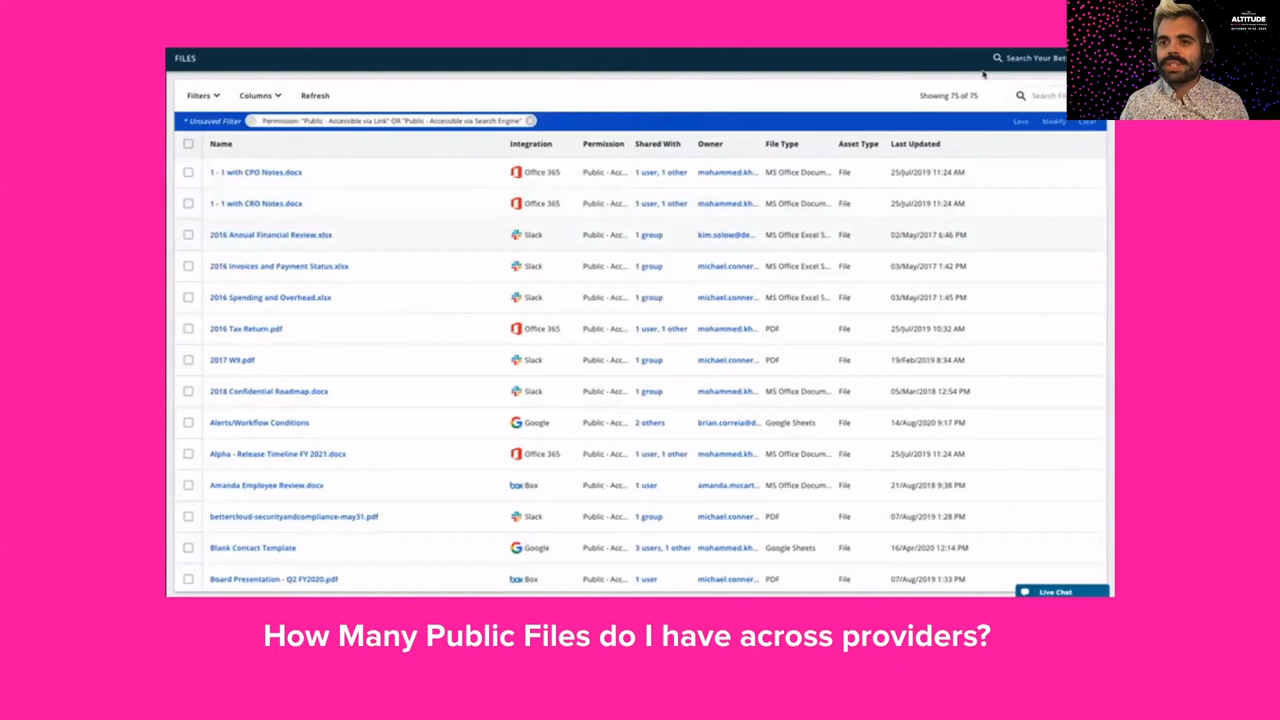 ALTITUDE
FILES
Search Your Bet
Filters Columns Refresh Showing 75 of 75 Search Fi
* Unsaved Filter Permission: "Public - Accessible via Link" OR "Public - Accessible via Search Engine" Save Modify Clear
Name Integration Permission Shared With Owner File Type Asset Type Last Updated
1 - 1 with CPO Notes.docx Office 365 Public - Acc... 1 user, 1 other mohammed.kh... MS Office Docum... File 25/Jul/2019 11:24 AM
1 - 1 with CRO Notes.docx Office 365 Public - Acc... 1 user, 1 other mohammed.kh... MS Office Docum... File 25/Jul/2019 11:24 AM
2016 Annual Financial Review.xlsx Slack Public - Acc... 1 group kim.solow@de... MS Office Excel S... File 02/May/2017 6:46 PM
2016 Invoices and Payment Status.xlsx Slack Public - Acc... 1 group michael.conner... MS Office Excel S... File 03/May/2017 1:42 PM
2016 Spending and Overhead.xlsx Slack Public - Acc... 1 group michael.conner... MS Office Excel S... File 03/May/2017 1:45 PM
2016 Tax Return.pdf Office 365 Public - Acc... 1 user, 1 other mohammed.kh... PDF File 25/Jul/2019 10:32 AM
2017 W9.pdf Slack Public - Acc... 1 group michael.conner... PDF File 19/Feb/2019 8:34 AM
2018 Confidential Roadmap.docx Slack Public - Acc... 1 group mohammed.kh... MS Office Docum... File 05/Mar/2018 12:54 PM
Alerts/Workflow Conditions Google Public - Acc... 2 others brian.correia@d... Google Sheets File 14/Aug/2020 9:17 PM
Alpha - Release Timeline FY 2021.docx Office 365 Public - Acc... 1 user, 1 other mohammed.kh... MS Office Docum... File 25/Jul/2019 11:24 AM
Amanda Employee Review.docx box Box Public - Acc... 1 user amanda.mccart... MS Office Docum... File 21/Aug/2018 9:38 PM
bettercloud-securityandcompliance-may31.pdf Slack Public - Acc... 1 group michael.conner... PDF File 07/Aug/2019 1:28 PM
Blank Contact Template Google Public - Acc... 3 users, 1 other mohammed.kh... Google Sheets File 16/Apr/2020 12:14 PM
Board Presentation - Q2 FY2020.pdf box Box Public - Acc... 1 user michael.conner... PDF File 07/Aug/2019 1:33 PM
Live Chat
How Many Public Files do I have across providers?